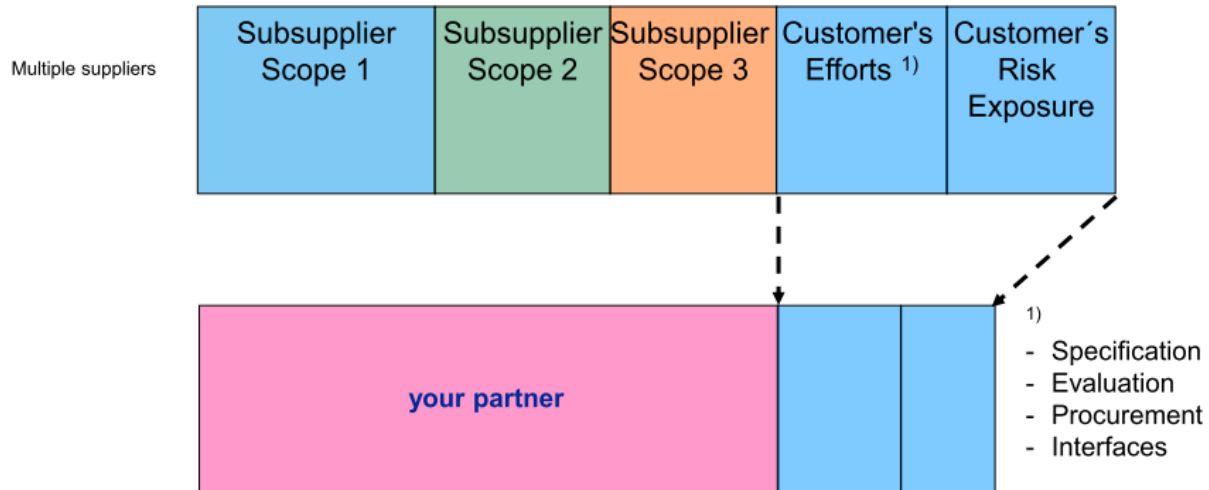 Multiple suppliers
Subsupplier
Scope 1
Subsupplier
Scope 2
Subsupplier
Scope 3
Customer's
Efforts 1)
Customer´s
Risk
Exposure
your partner
1)
- Specification
- Evaluation
- Procurement
- Interfaces